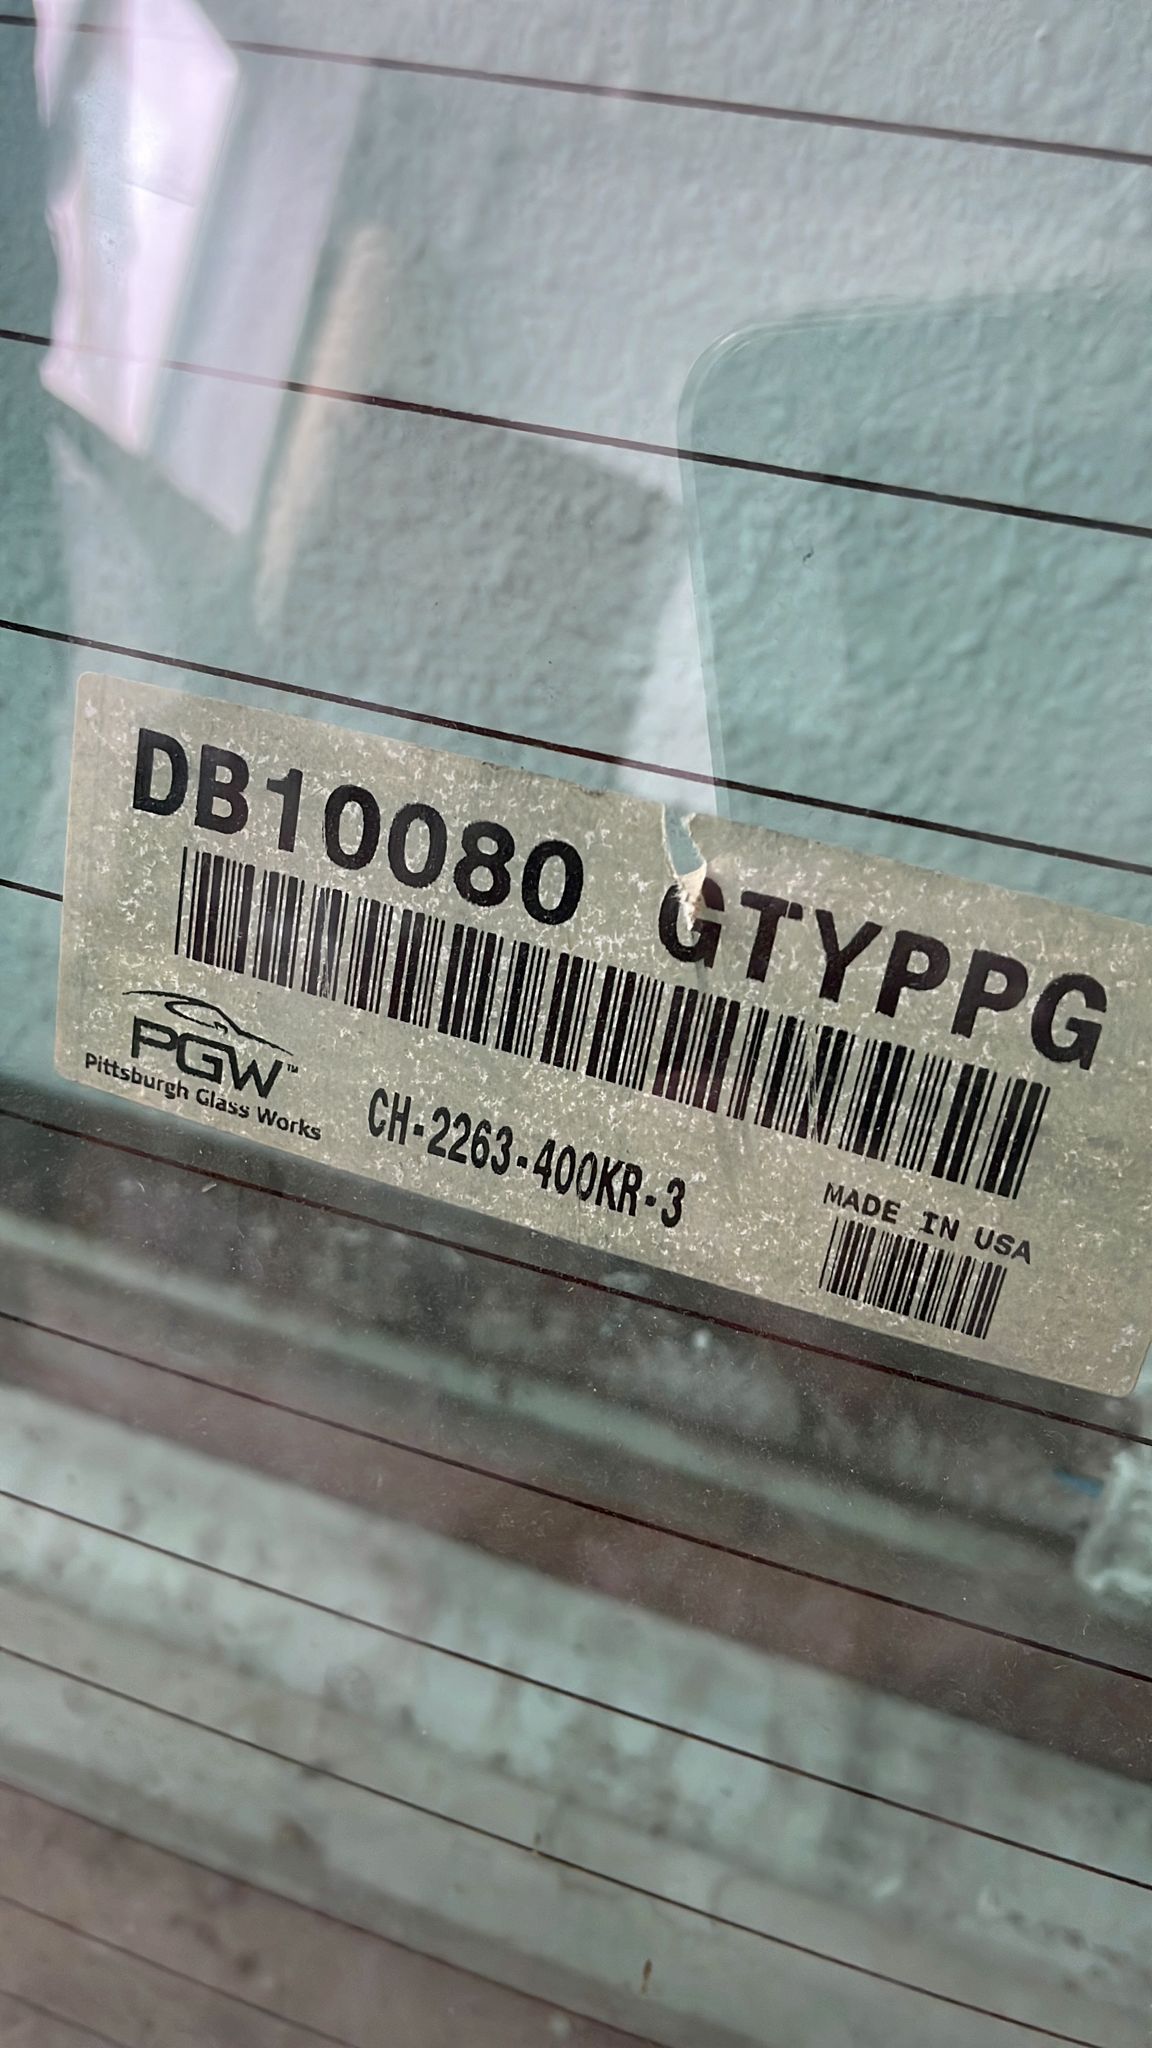 DB10080 GTYPPG
PGW™
Pittsburgh Glass Works
CH-2263-400KR-3
MADE IN USA